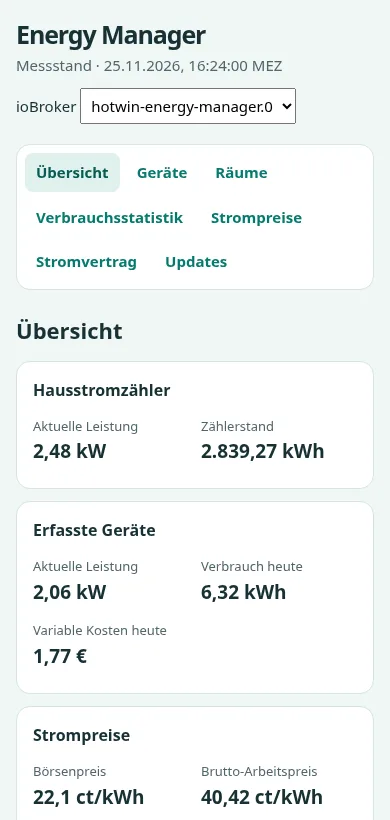 Energy Manager
Messstand · 25.11.2026, 16:24:00 MEZ
ioBroker hotwin-energy-manager.0
Übersicht Geräte Räume
Verbrauchsstatistik Strompreise
Stromvertrag Updates
Übersicht
Hausstromzähler
Aktuelle Leistung Zählerstand
2,48 kW 2.839,27 kWh
Erfasste Geräte
Aktuelle Leistung Verbrauch heute
2,06 kW 6,32 kWh
Variable Kosten heute
1,77 €
Strompreise
Börsenpreis Brutto-Arbeitspreis
22,1 ct/kWh 40,42 ct/kWh